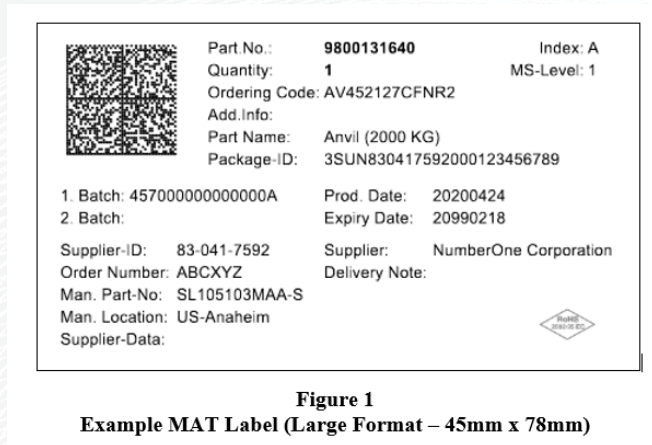 Part.No.: 9800131640 Index: A
Quantity: 1 MS-Level: 1
Ordering Code: AV452127CFNR2
Add.Info:
Part Name: Anvil (2000 KG)
Package-ID: 3SUN830417592000123456789
1. Batch: 457000000000000A Prod. Date: 20200424
2. Batch: Expiry Date: 20990218
Supplier-ID: 83-041-7592 Supplier: NumberOne Corporation
Order Number: ABCXYZ Delivery Note:
Man. Part-No: SL105103MAA-S
Man. Location: US-Anaheim
RoHS
Supplier-Data:
Figure 1
Example MAT Label (Large Format – 45mm x 78mm)